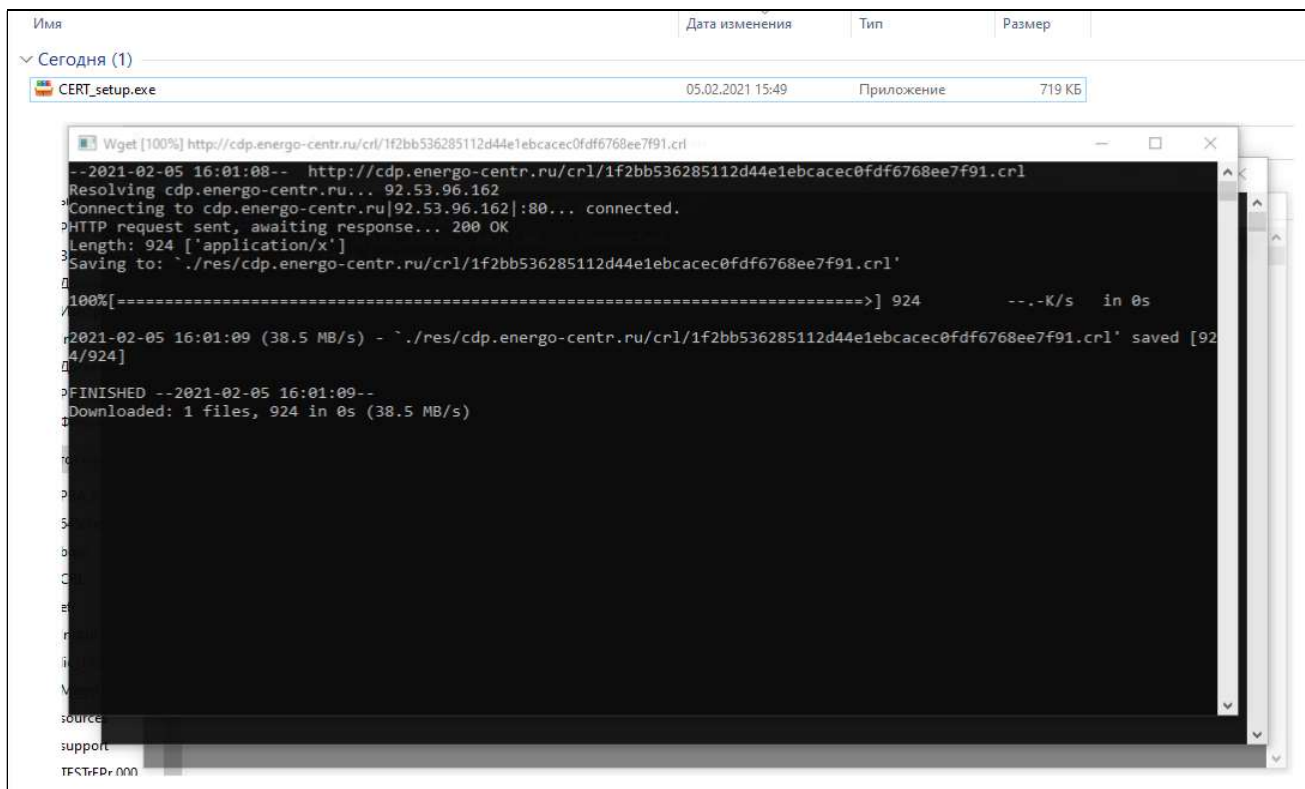 Имя Дата изменения Тип Размер
Сегодня (1)
CERT_setup.exe 05.02.2021 15:49 Приложение 719 КБ
Wget [100%] http://cdp.energo-centr.ru/crl/1f2bb536285112d44e1ebcacec0fdf6768ee7f91.crl
--2021-02-05 16:01:08-- http://cdp.energo-centr.ru/crl/1f2bb536285112d44e1ebcacec0fdf6768ee7f91.crl
Resolving cdp.energo-centr.ru... 92.53.96.162
Connecting to cdp.energo-centr.ru|92.53.96.162|:80... connected.
HTTP request sent, awaiting response... 200 OK
Length: 924 ['application/x']
Saving to: `./res/cdp.energo-centr.ru/crl/1f2bb536285112d44e1ebcacec0fdf6768ee7f91.crl'
100%[=========================================================================>] 924 --.-K/s in 0s
2021-02-05 16:01:09 (38.5 MB/s) - `./res/cdp.energo-centr.ru/crl/1f2bb536285112d44e1ebcacec0fdf6768ee7f91.crl' saved [92
4/924]
FINISHED --2021-02-05 16:01:09--
Downloaded: 1 files, 924 in 0s (38.5 MB/s)
support